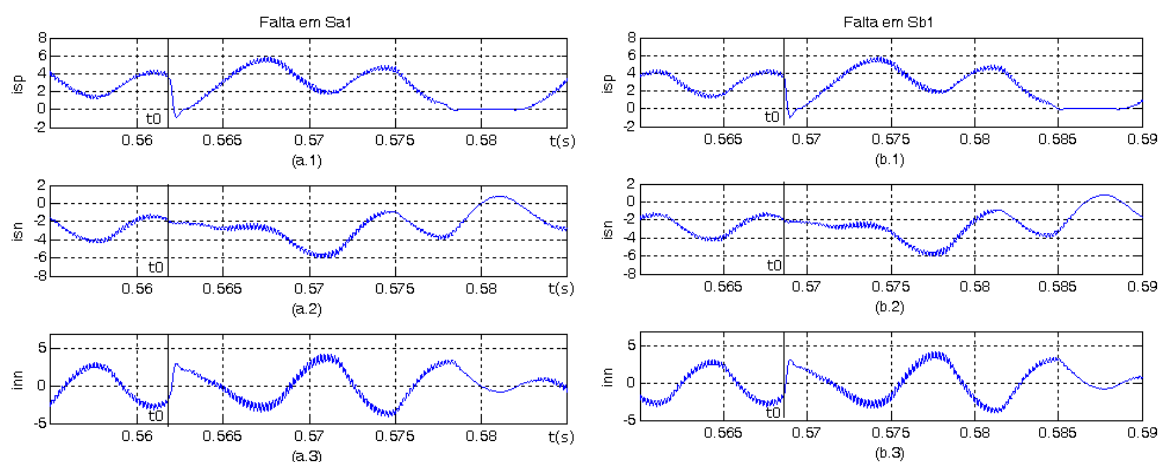 Falta em Sa1
isp
8
6
4
2
0
-2
t0
0.56
0.565
0.57
0.575
0.58
t(s)
(a.1)
isn
2
0
-2
-4
-6
-8
t0
0.56
0.565
0.57
0.575
0.58
t(s)
(a.2)
inn
5
0
-5
t0
0.56
0.565
0.57
0.575
0.58
t(s)
(a.3)
Falta em Sb1
isp
8
6
4
2
0
-2
t0
0.565
0.57
0.575
0.58
0.585
0.59
(b.1)
isn
2
0
-2
-4
-6
-8
t0
0.565
0.57
0.575
0.58
0.585
0.59
(b.2)
inn
5
0
-5
t0
0.565
0.57
0.575
0.58
0.585
0.59
(b.3)